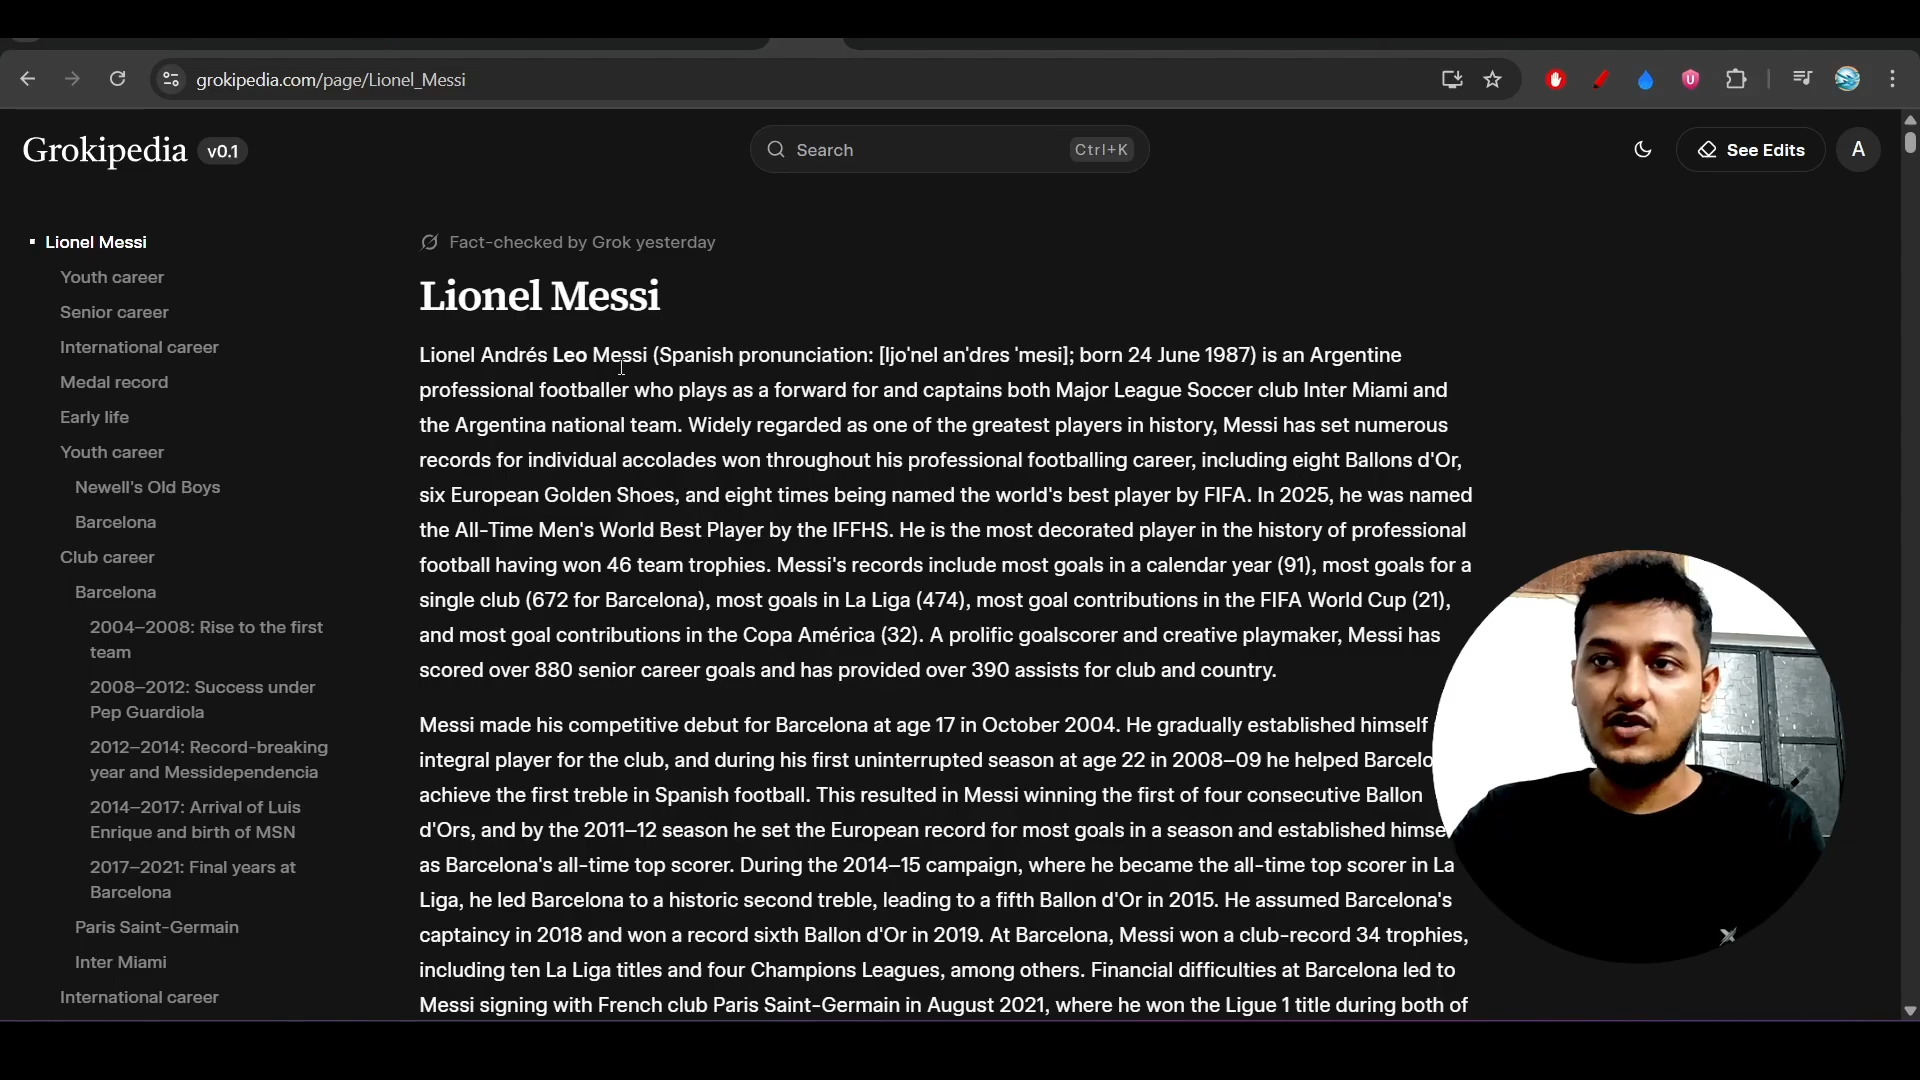 grokipedia.com/page/Lionel_Messi
Grokipedia v0.1
Search Ctrl+K
See Edits
A
Lionel Messi
Youth career
Senior career
International career
Medal record
Early life
Youth career
Newell's Old Boys
Barcelona
Club career
Barcelona
2004–2008: Rise to the first
team
2008–2012: Success under
Pep Guardiola
2012–2014: Record-breaking
year and Messidependencia
2014–2017: Arrival of Luis
Enrique and birth of MSN
2017–2021: Final years at
Barcelona
Paris Saint-Germain
Inter Miami
International career
Fact-checked by Grok yesterday
Lionel Messi
Lionel Andrés Leo Messi (Spanish pronunciation: [ljo'nel an'dres 'mesi]; born 24 June 1987) is an Argentine
professional footballer who plays as a forward for and captains both Major League Soccer club Inter Miami and
the Argentina national team. Widely regarded as one of the greatest players in history, Messi has set numerous
records for individual accolades won throughout his professional footballing career, including eight Ballons d'Or,
six European Golden Shoes, and eight times being named the world's best player by FIFA. In 2025, he was named
the All-Time Men's World Best Player by the IFFHS. He is the most decorated player in the history of professional
football having won 46 team trophies. Messi's records include most goals in a calendar year (91), most goals for a
single club (672 for Barcelona), most goals in La Liga (474), most goal contributions in the FIFA World Cup (21),
and most goal contributions in the Copa América (32). A prolific goalscorer and creative playmaker, Messi has
scored over 880 senior career goals and has provided over 390 assists for club and country.
Messi made his competitive debut for Barcelona at age 17 in October 2004. He gradually established himself
integral player for the club, and during his first uninterrupted season at age 22 in 2008–09 he helped Barcelo
achieve the first treble in Spanish football. This resulted in Messi winning the first of four consecutive Ballon
d'Ors, and by the 2011–12 season he set the European record for most goals in a season and established himse
as Barcelona's all-time top scorer. During the 2014–15 campaign, where he became the all-time top scorer in La
Liga, he led Barcelona to a historic second treble, leading to a fifth Ballon d'Or in 2015. He assumed Barcelona's
captaincy in 2018 and won a record sixth Ballon d'Or in 2019. At Barcelona, Messi won a club-record 34 trophies,
including ten La Liga titles and four Champions Leagues, among others. Financial difficulties at Barcelona led to
Messi signing with French club Paris Saint-Germain in August 2021, where he won the Ligue 1 title during both of